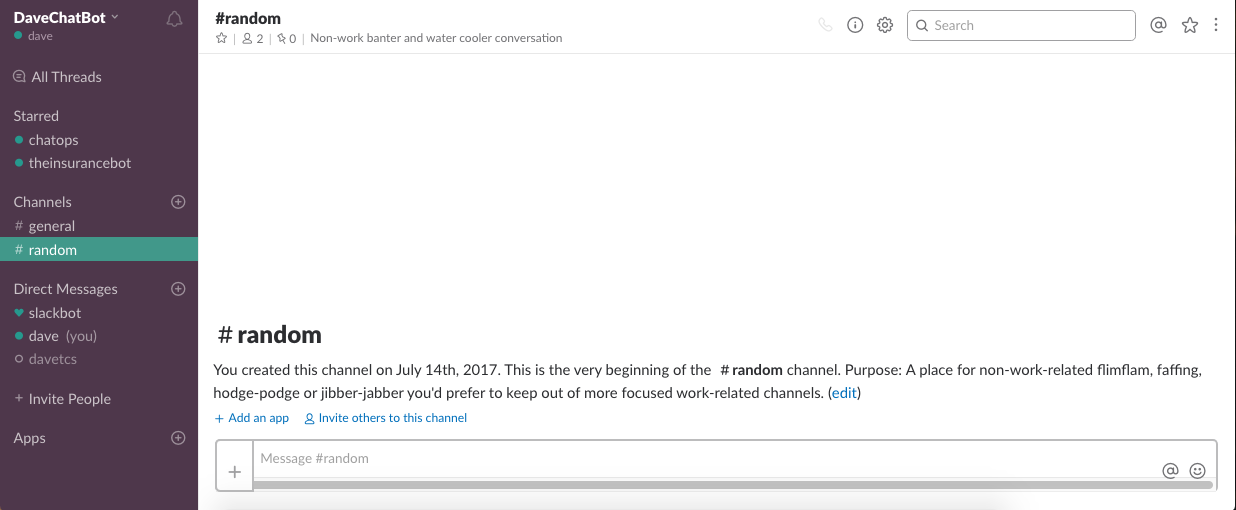 DaveChatBot
dave
All Threads
Starred
chatops
theinsurancebot
Channels
# general
# random
Direct Messages
slackbot
dave (you)
davetcs
+ Invite People
Apps
#random
2 | 0 | Non-work banter and water cooler conversation
Search
# random
You created this channel on July 14th, 2017. This is the very beginning of the # random channel. Purpose: A place for non-work-related flimflam, faffing,
hodge-podge or jibber-jabber you'd prefer to keep out of more focused work-related channels. (edit)
+ Add an app Invite others to this channel
Message #random